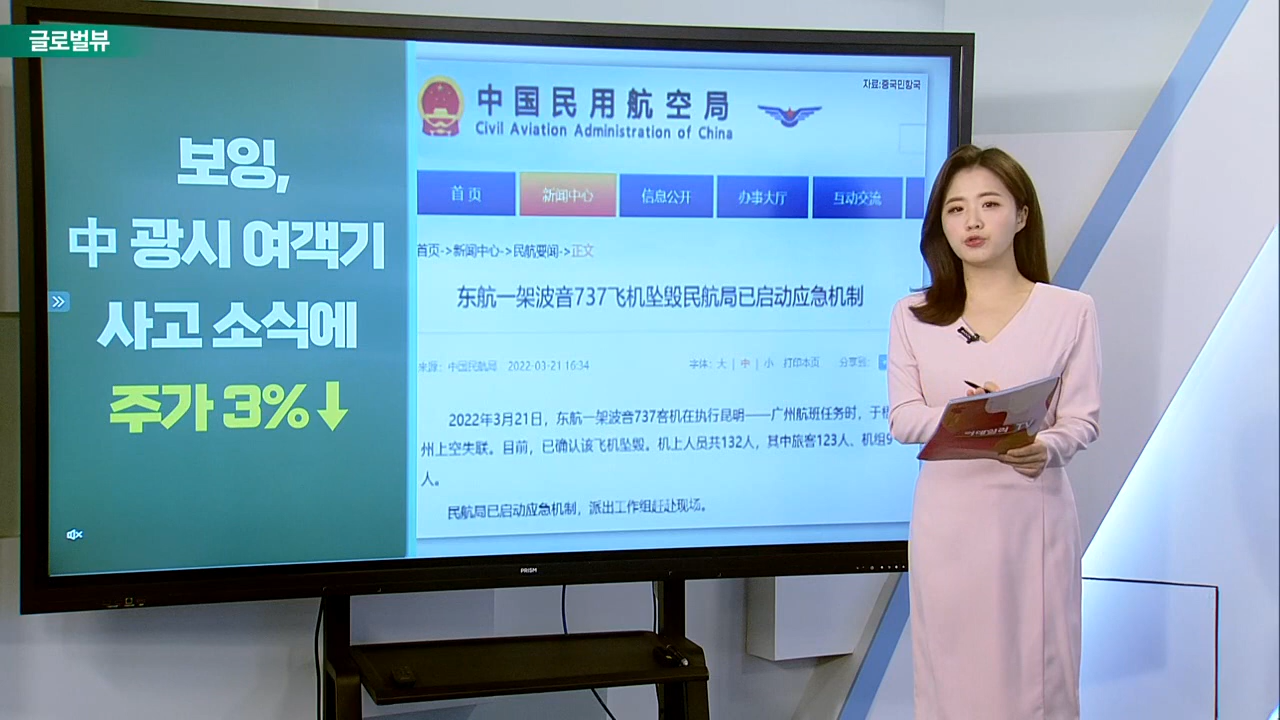 글로벌뷰
보잉,
中 광시 여객기
사고 소식에
주가 3%↓
자료:중국민항국
中国民用航空局
Civil Aviation Administration of China
首页 新闻中心 信息公开 办事大厅 互动交流
首页->新闻中心->民航要闻->正文
东航一架波音737飞机坠毁民航局已启动应急机制
来源: 中国民航局 2022-03-21 16:34 字体: 大 | 中 | 小 打印本页 分享到:
2022年3月21日，东航一架波音737客机在执行昆明——广州航班任务时，于梧
州上空失联。目前，已确认该飞机坠毁。机上人员共132人，其中旅客123人、机组9
人。
民航局已启动应急机制，派出工作组赶赴现场。
PRISM